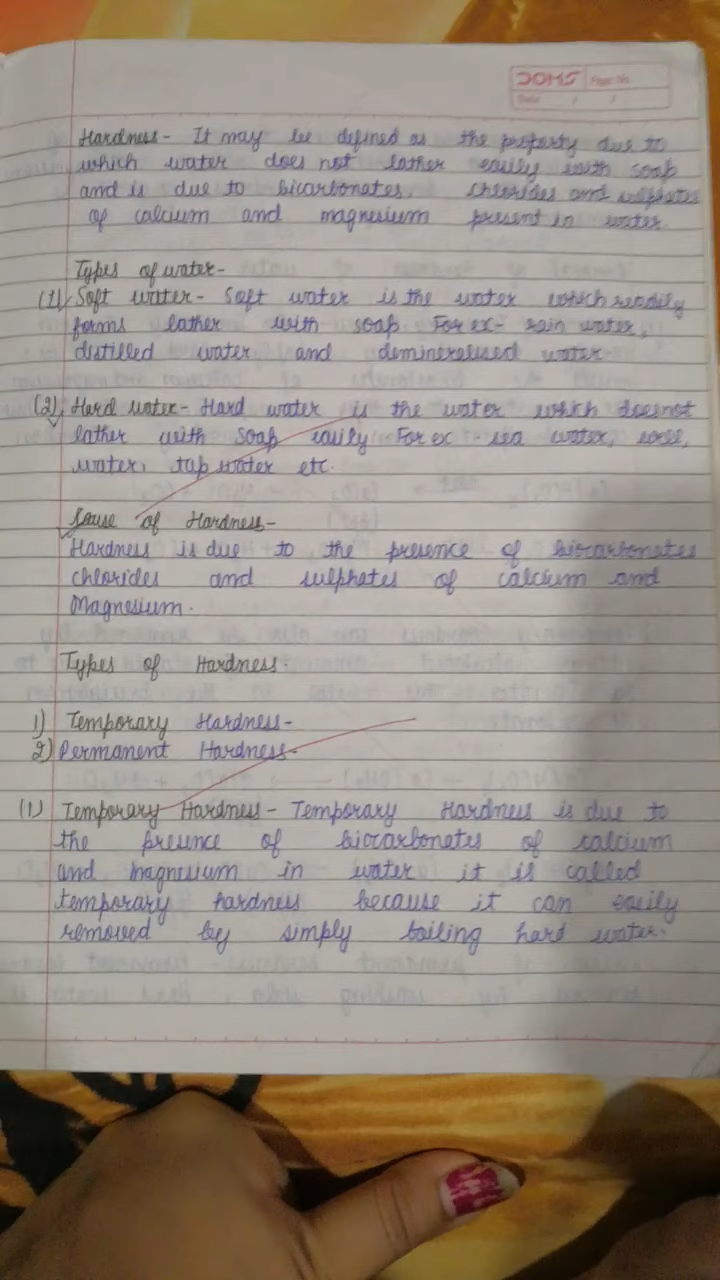 DOMS
Page No.
Date / /
Hardness - It may be defined as the property due to
which water does not lather easily with soap
and is due to bicarbonates, chlorides and sulphates
of calcium and magnesium present in water.
Types of water-
(1) Soft water - Soft water is the water which readily
forms lather with soap. For ex- rain water,
distilled water and demineralised water
(2) Hard water - Hard water is the water which doesnot
lather with soap easily For ex sea water, well,
water, tap water etc.
Cause of Hardness-
Hardness is due to the presence of biocarbonates
chlorides and sulphates of calcium and
Magnesium.
Types of Hardness-
1) Temporary Hardness-
2) Permanent Hardness-
(1) Temporary Hardness - Temporary Hardness is due to
the presence of biocarbonates of calcium
and magnesium in water it is called
temporary hardness because it can easily
removed by simply boiling hard water.